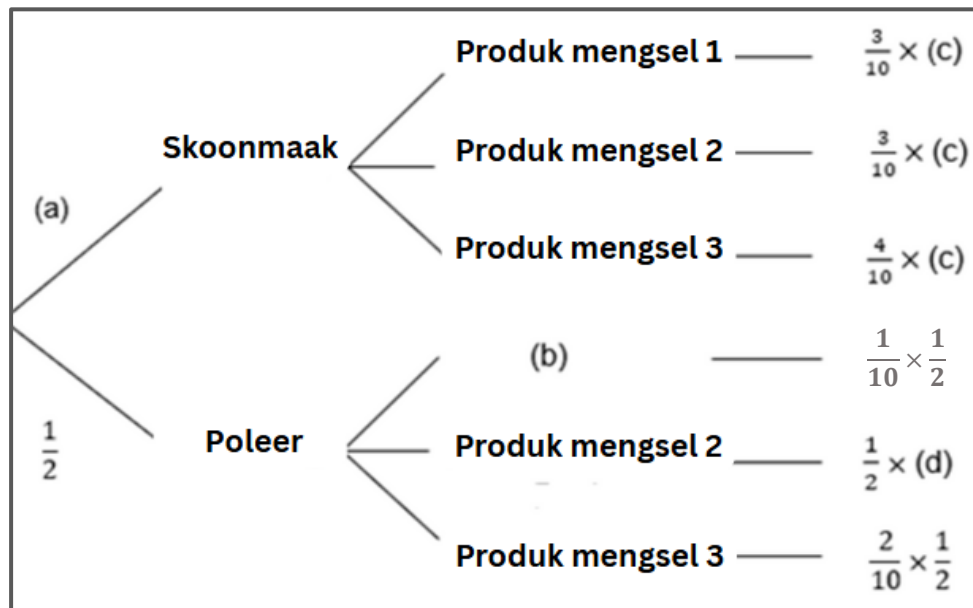 Produk mengsel 1 3/10 × (c)
Skoonmaak
Produk mengsel 2 3/10 × (c)
(a)
Produk mengsel 3 4/10 × (c)
(b) 1/10 × 1/2
1/2
Poleer
Produk mengsel 2 1/2 × (d)
Produk mengsel 3 2/10 × 1/2